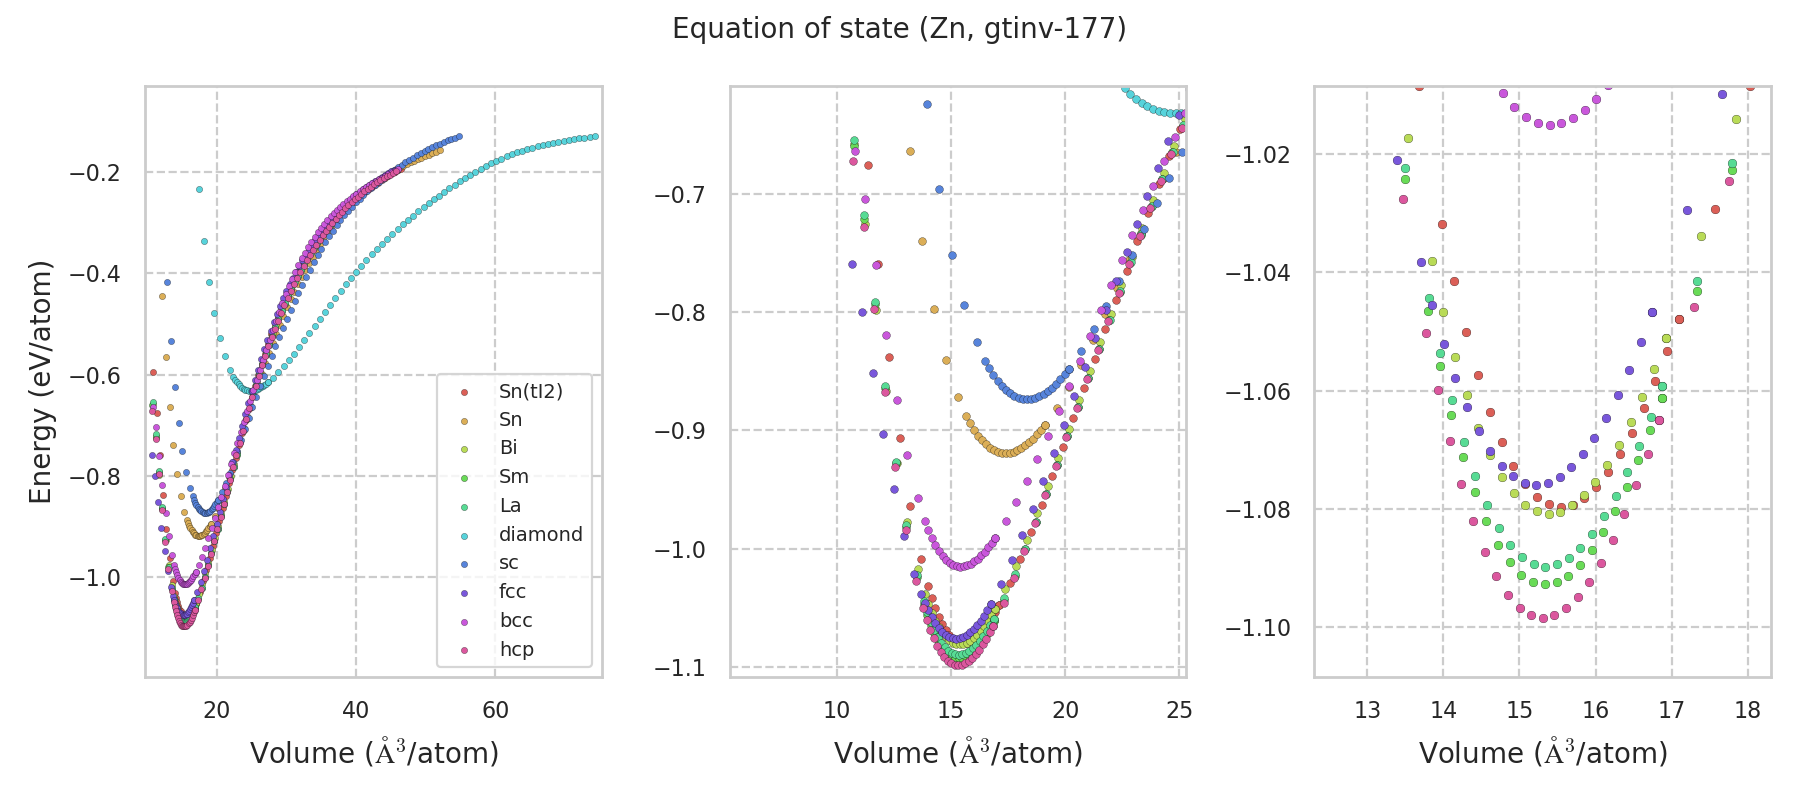 Equation of state (Zn, gtinv-177)
Energy (eV/atom)
−0.2
−0.4
−0.6
−0.8
−1.0
20
40
60
Volume (Å³/atom)
Sn(tI2)
Sn
Bi
Sm
La
diamond
sc
fcc
bcc
hcp
−0.7
−0.8
−0.9
−1.0
−1.1
10
15
20
25
Volume (Å³/atom)
−1.02
−1.04
−1.06
−1.08
−1.10
13
14
15
16
17
18
Volume (Å³/atom)